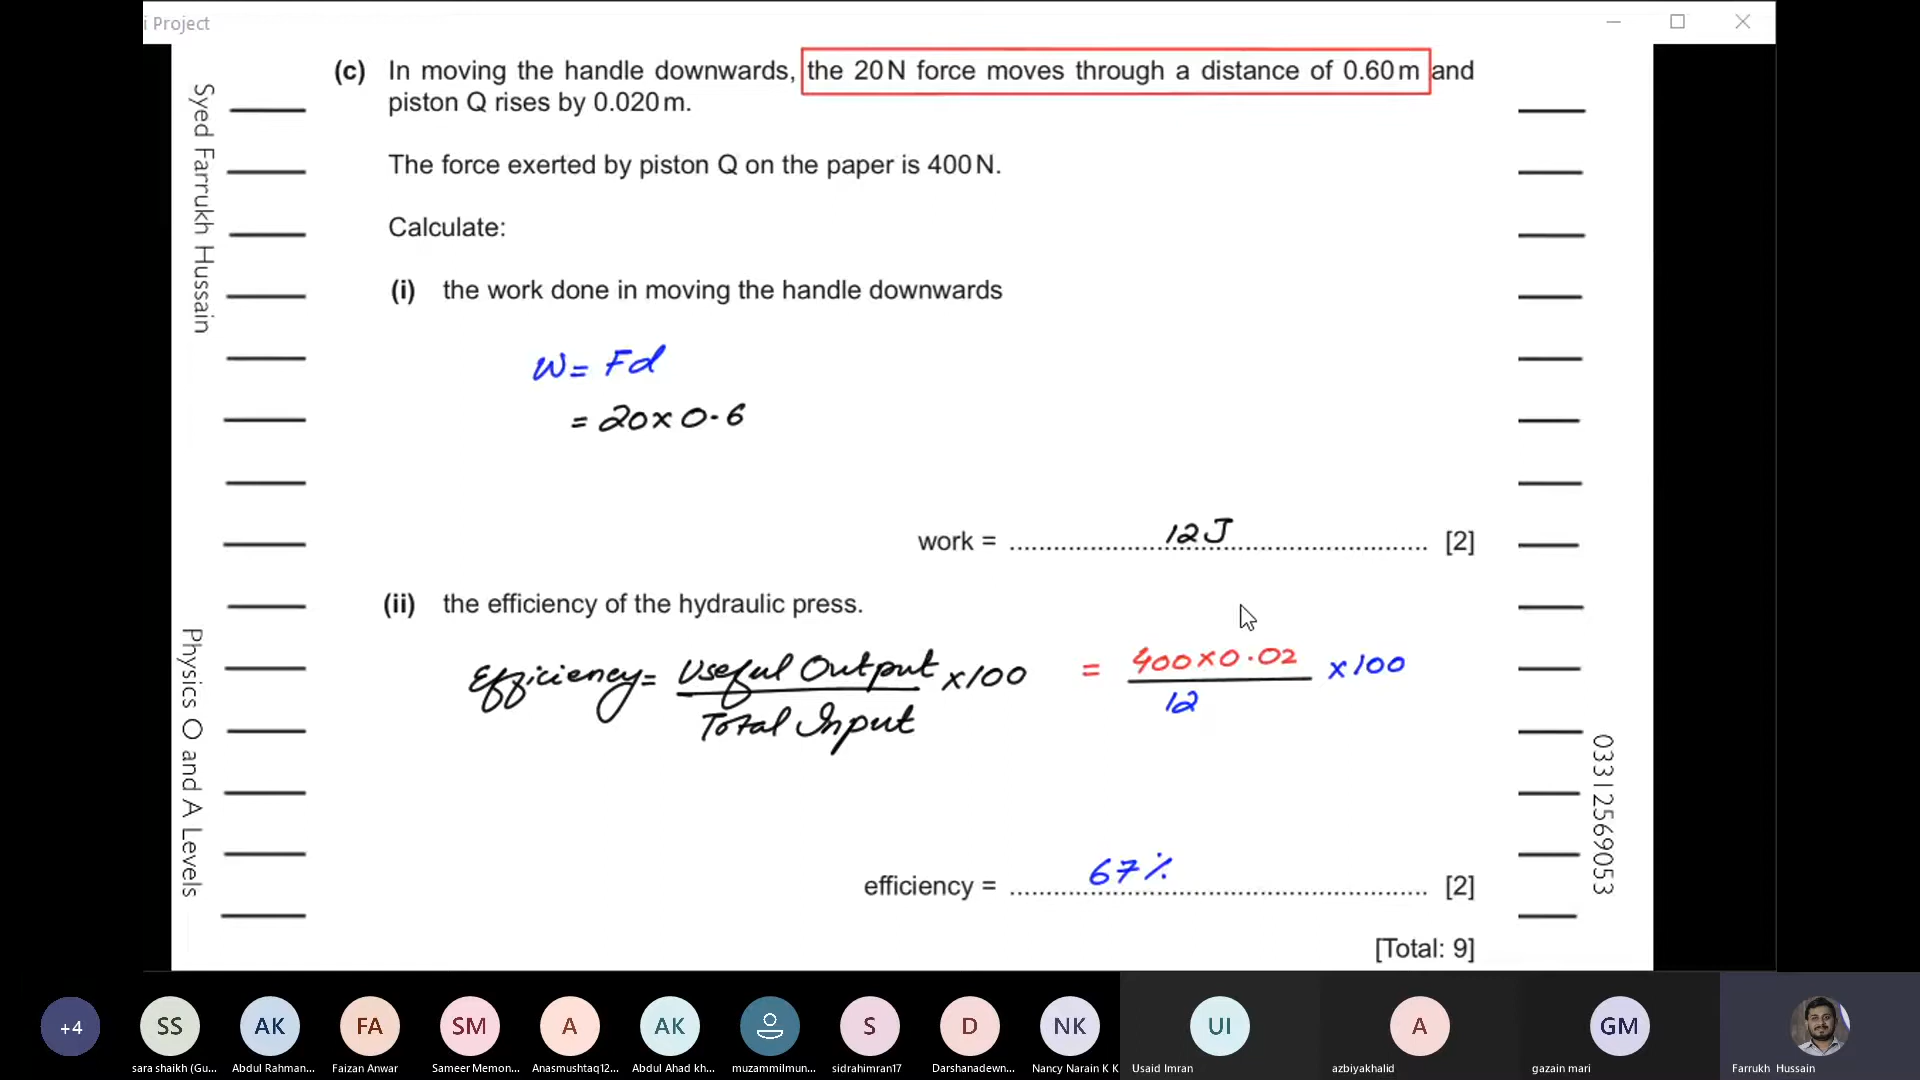 i Project
(c) In moving the handle downwards, the 20 N force moves through a distance of 0.60 m and
piston Q rises by 0.020 m.
The force exerted by piston Q on the paper is 400 N.
Calculate:
(i) the work done in moving the handle downwards
W = Fd
= 20 x 0.6
work = 12 J [2]
(ii) the efficiency of the hydraulic press.
Efficiency = Useful Output / Total Input x 100 = 400 x 0.02 / 12 x 100
efficiency = 67 % [2]
[Total: 9]
Syed Farrukh Hussain
Physics O and A Levels
03312569053
+4 SS AK FA SM A AK S D NK UI A GM
sara shaikh (Gu... Abdul Rahman... Faizan Anwar Sameer Memon... Anasmushtaq12... Abdul Ahad kh... muzammilmun... sidrahimran17 Darshanadewn... Nancy Narain K K Usaid Imran azbiyakhalid gazain mari Farrukh Hussain